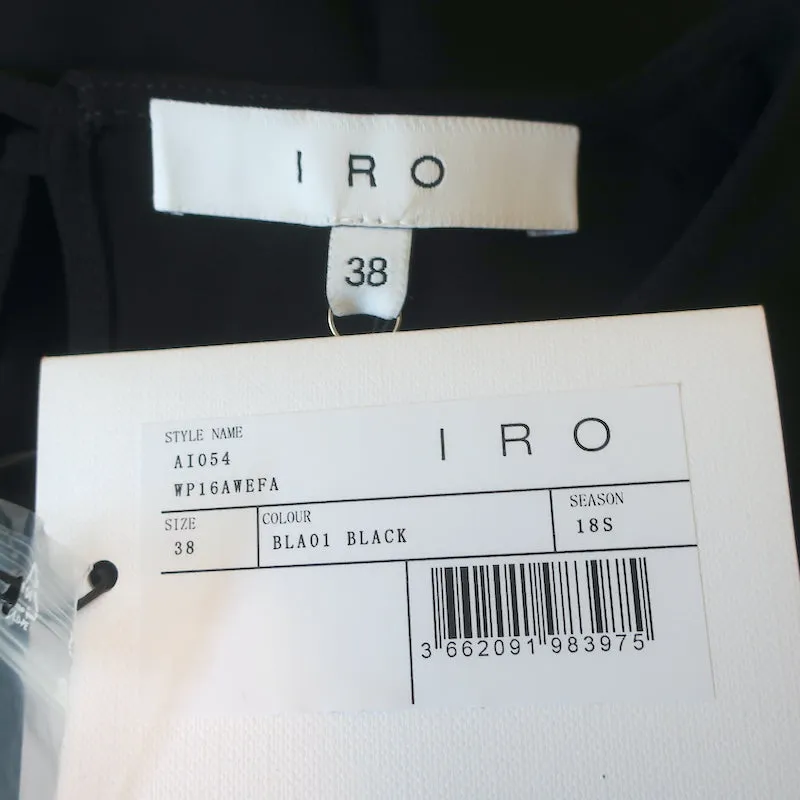 IRO
38
STYLE NAME
AI054
WP16AWEFA
IRO
SIZE
38
COLOUR
BLA01 BLACK
SEASON
18S
3 662091 983975